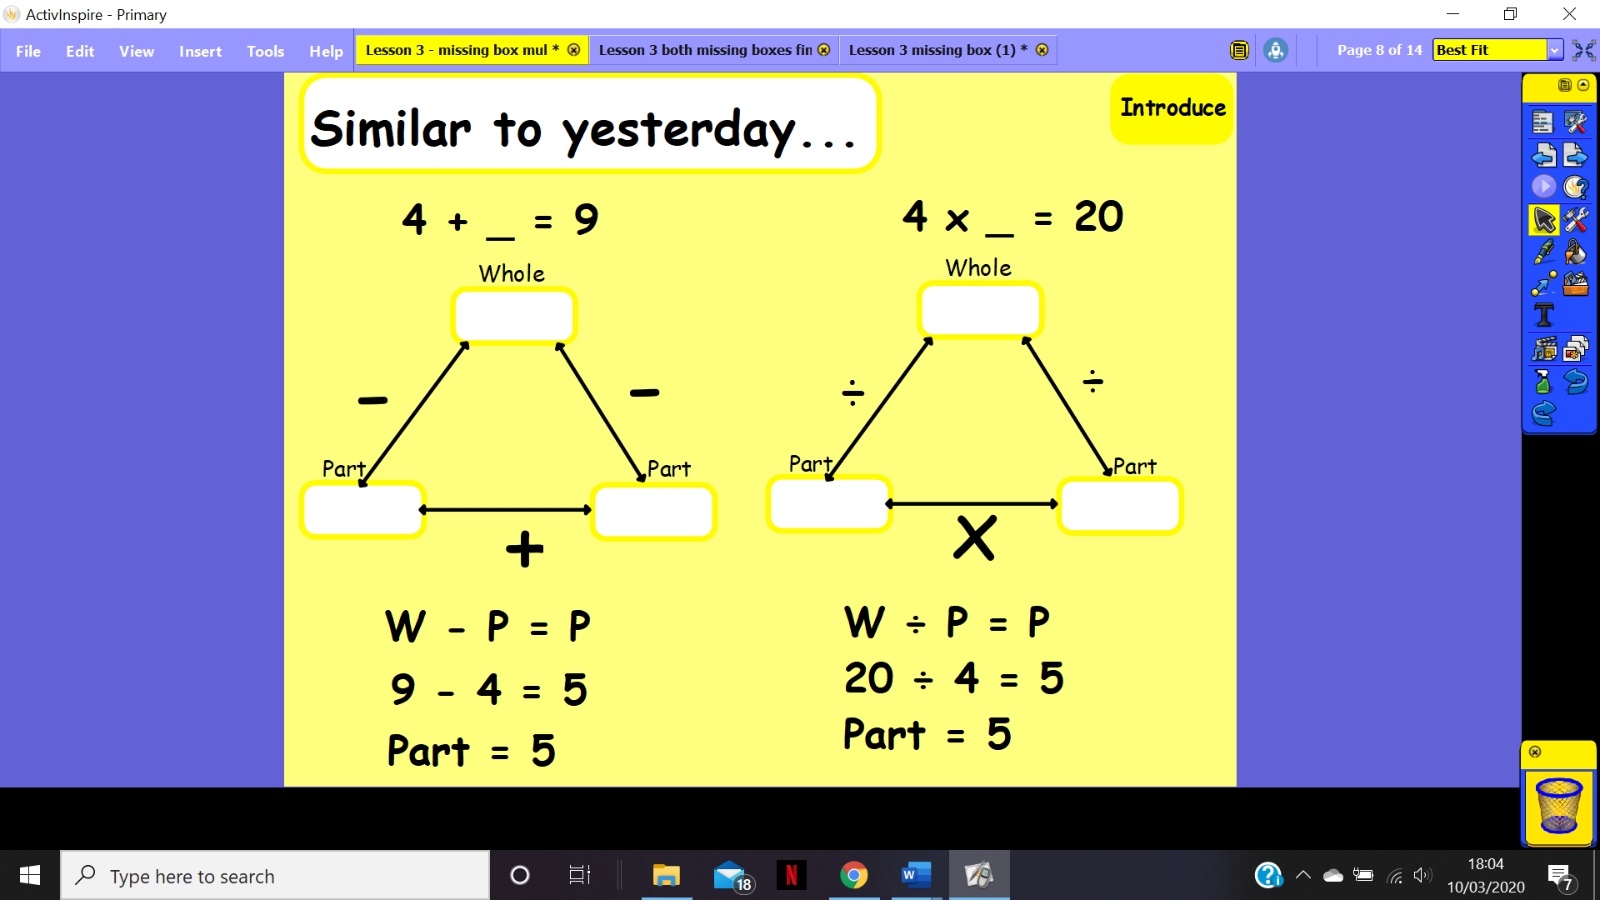 ActivInspire - Primary
File Edit View Insert Tools Help
Lesson 3 - missing box mul *
Lesson 3 both missing boxes fin
Lesson 3 missing box (1) *
Page 8 of 14
Best Fit
Similar to yesterday...
Introduce
4 + _ = 9
Whole
-
-
Part
Part
+
W - P = P
9 - 4 = 5
Part = 5
4 x _ = 20
Whole
÷
÷
Part
Part
X
W ÷ P = P
20 ÷ 4 = 5
Part = 5
Type here to search
18
N
W
18:04
10/03/2020
7